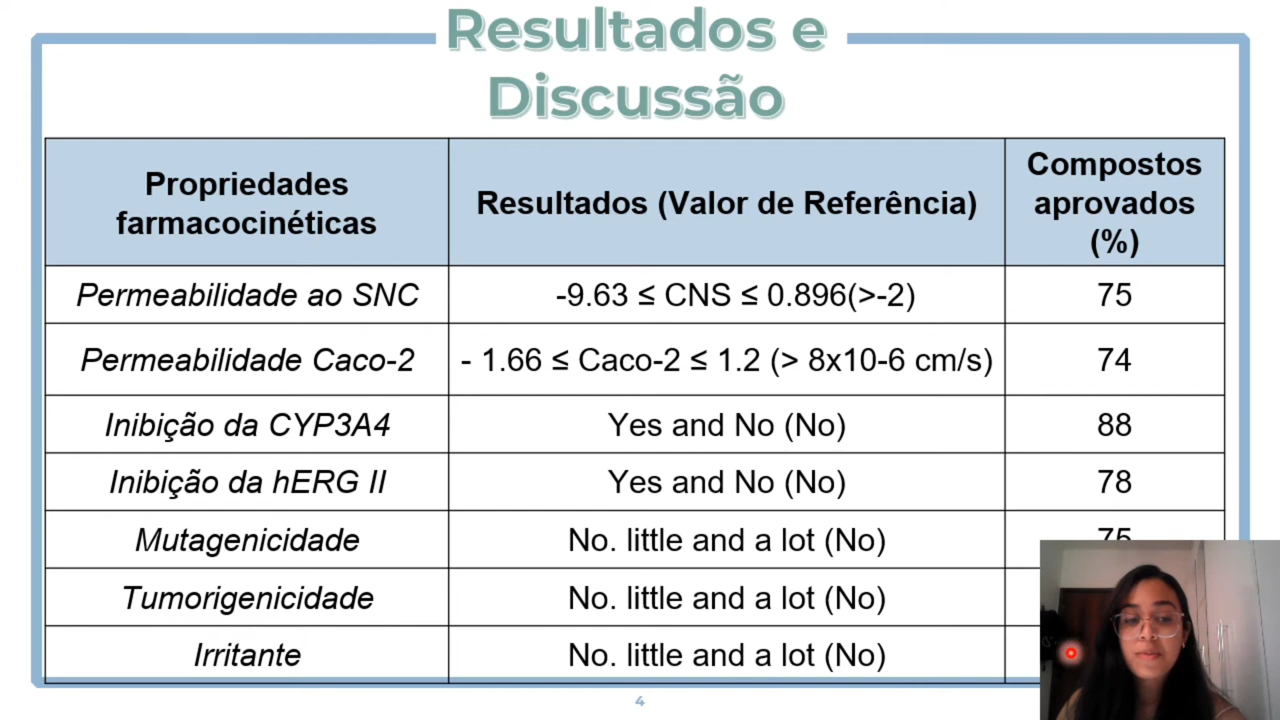 Resultados e
Discussão
Propriedades
farmacocinéticas
Resultados (Valor de Referência)
Compostos
aprovados
(%)
Permeabilidade ao SNC
-9.63 ≤ CNS ≤ 0.896(>-2)
75
Permeabilidade Caco-2
- 1.66 ≤ Caco-2 ≤ 1.2 (> 8x10-6 cm/s)
74
Inibição da CYP3A4
Yes and No (No)
88
Inibição da hERG II
Yes and No (No)
78
Mutagenicidade
No. little and a lot (No)
75
Tumorigenicidade
No. little and a lot (No)
Irritante
No. little and a lot (No)
4